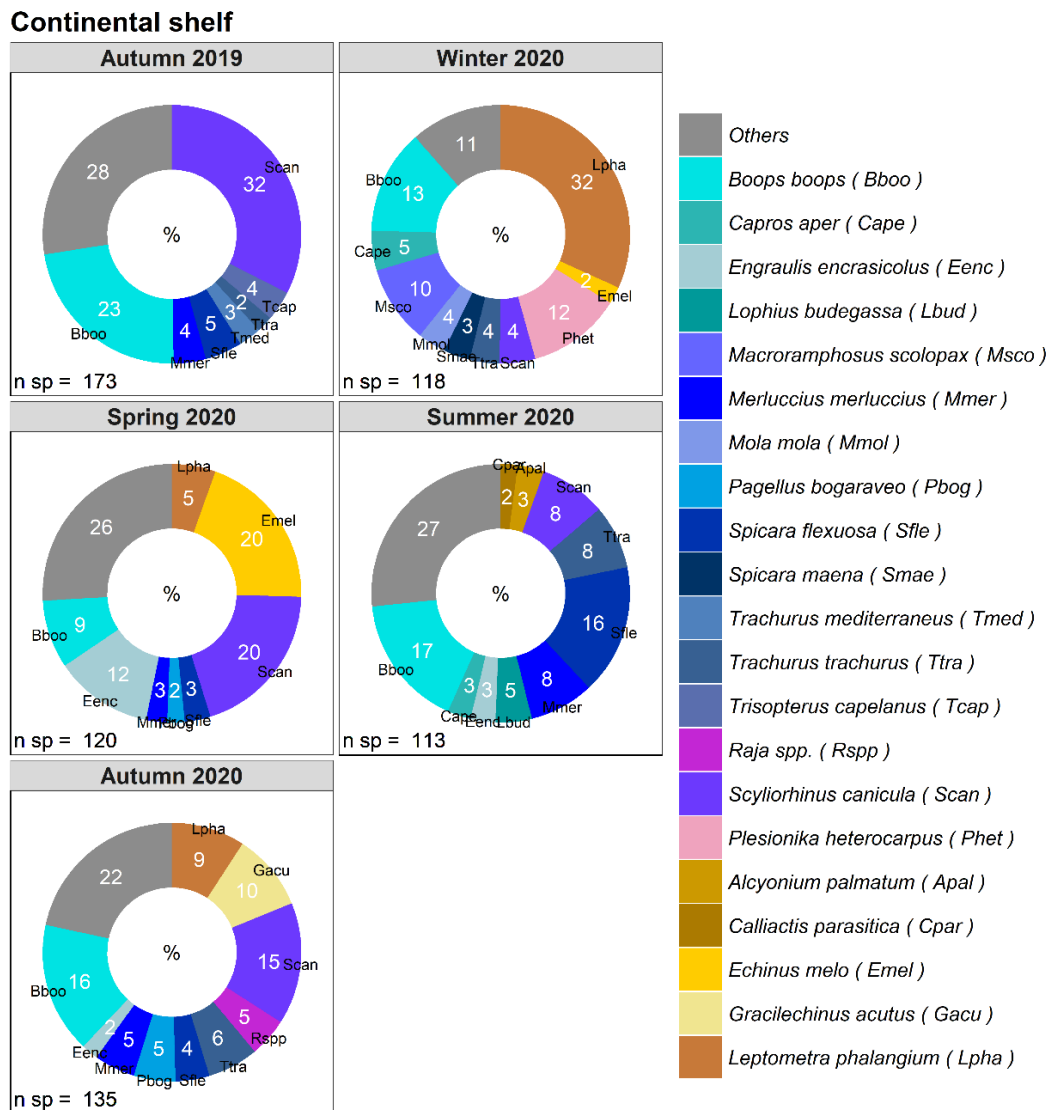 Continental shelf
Autumn 2019
28
Scan
32
%
4
Tcap
2
Ttra
3
Tmed
5
Sfle
4
Mmer
23
Bboo
n sp = 173
Winter 2020
11
Lpha
32
Bboo
13
%
Cape
5
2
Emel
Msco
10
12
Phet
4
Mmol
3
Smae
4
Ttra
4
Scan
n sp = 118
Spring 2020
Lpha
5
Emel
20
26
%
Bboo
9
20
Scan
Eenc
12
3
Mmer
2
Pbog
3
Sfle
n sp = 120
Summer 2020
Cpar
2
Apal
3
Scan
8
Ttra
8
27
%
16
Sfle
Bboo
17
8
Mmer
3
Cape
3
Eenc
5
Lbud
n sp = 113
Autumn 2020
Lpha
9
Gacu
10
22
%
15
Scan
Bboo
16
5
Rspp
2
Eenc
5
Mmer
5
Pbog
4
Sfle
6
Ttra
n sp = 135
Others
Boops boops ( Bboo )
Capros aper ( Cape )
Engraulis encrasicolus ( Eenc )
Lophius budegassa ( Lbud )
Macroramphosus scolopax ( Msco )
Merluccius merluccius ( Mmer )
Mola mola ( Mmol )
Pagellus bogaraveo ( Pbog )
Spicara flexuosa ( Sfle )
Spicara maena ( Smae )
Trachurus mediterraneus ( Tmed )
Trachurus trachurus ( Ttra )
Trisopterus capelanus ( Tcap )
Raja spp. ( Rspp )
Scyliorhinus canicula ( Scan )
Plesionika heterocarpus ( Phet )
Alcyonium palmatum ( Apal )
Calliactis parasitica ( Cpar )
Echinus melo ( Emel )
Gracilechinus acutus ( Gacu )
Leptometra phalangium ( Lpha )